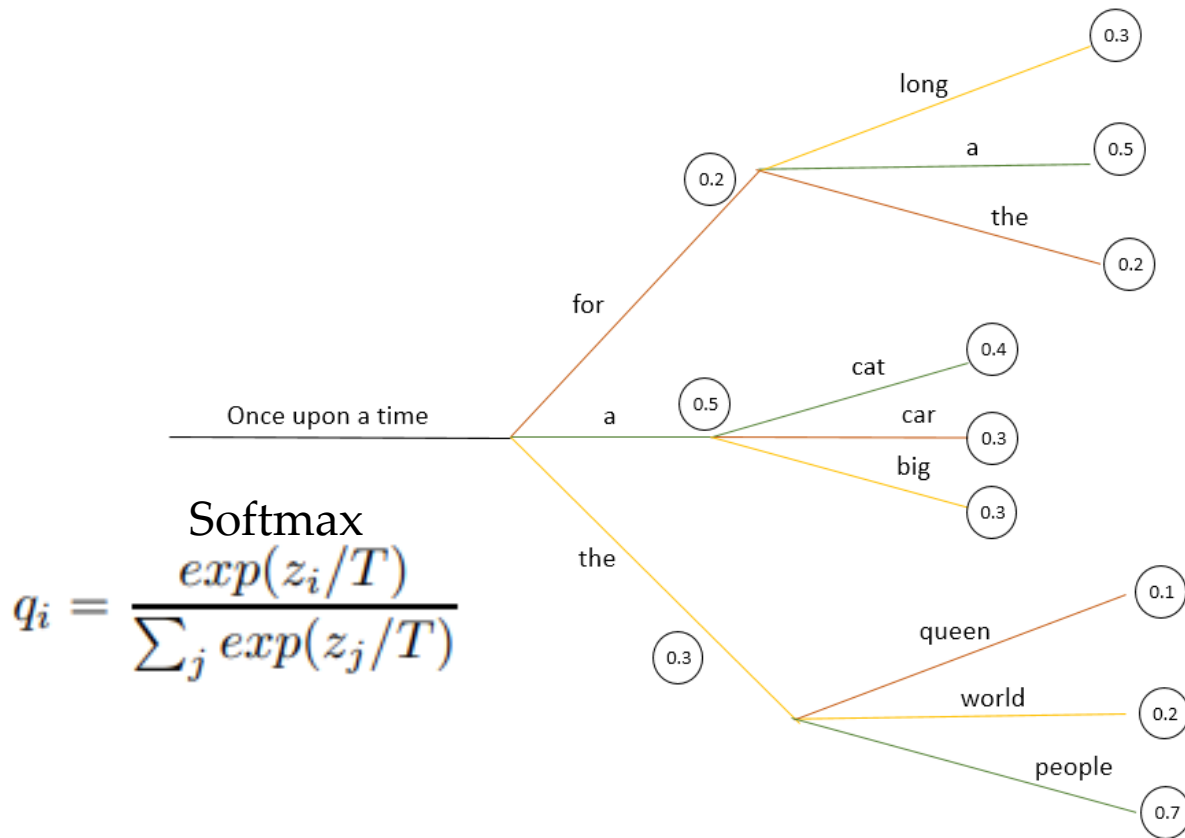 0.3
long
a
0.5
0.2
the
0.2
for
cat
0.4
0.5
Once upon a time
a
car
0.3
big
0.3
Softmax
the
q_i = exp(z_i/T) / ∑_j exp(z_j/T)
0.1
queen
0.3
world
0.2
people
0.7